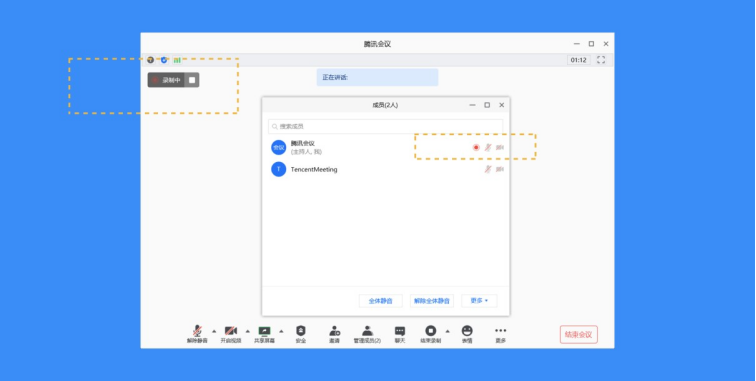 腾讯会议
01:12
录制中
正在讲话:
成员(2人)
搜索成员
会议
腾讯会议
(主持人, 我)
T
TencentMeeting
全体静音
解除全体静音
更多
解除静音
开启视频
共享屏幕
安全
邀请
管理成员(2)
聊天
结束录制
表情
更多
结束会议